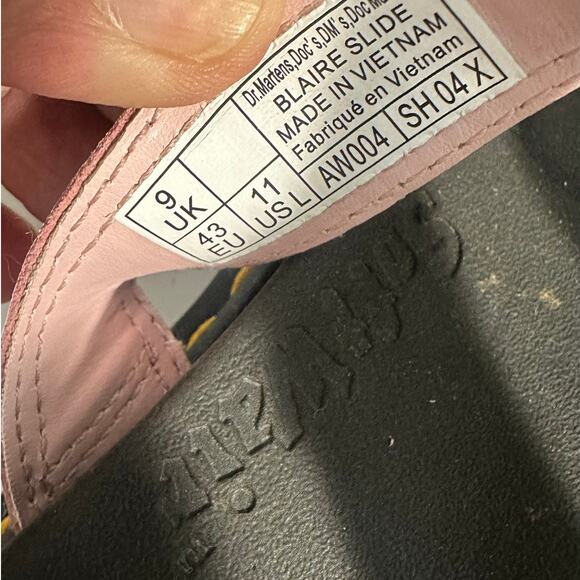 Dr.Martens,Doc's,DM's,Doc
BLAIRE SLIDE
MADE IN VIETNAM
Fabriqué en Vietnam
9 UK
43 EU
11 US L
AW004
SH 04 X